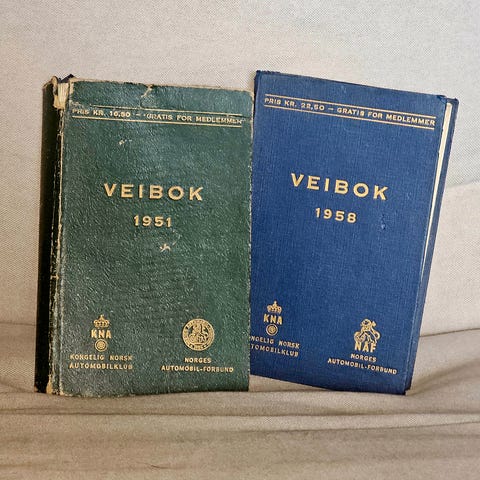 PRIS KR. 16,50 - GRATIS FOR MEDLEMMER
VEIBOK
1951
KNA
KONGELIG NORSK
AUTOMOBILKLUB
NORGES
AUTOMOBIL-FORBUND
PRIS KR. 22,50 - GRATIS FOR MEDLEMMER
VEIBOK
1958
KNA
KONGELIG NORSK
AUTOMOBILKLUB
NAF
NORGES
AUTOMOBIL-FORBUND